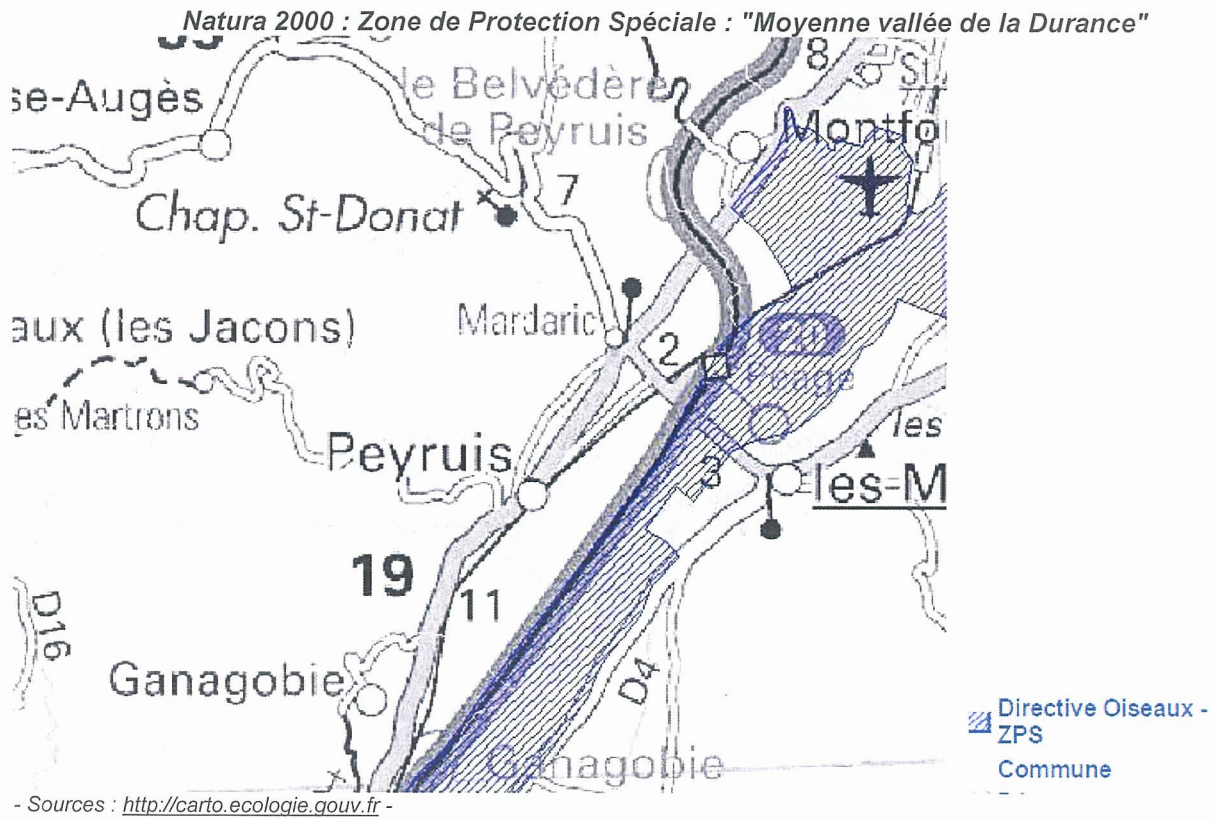 Natura 2000 : Zone de Protection Spéciale : "Moyenne vallée de la Durance"
8
le Belvédère
de Peyruis
se-Augès
Montfo
7
Chap. St-Donat
Mardaric
2
20
aux (les Jacons)
es Martrons
les
Peyruis
3
les-M
19
11
D16
D4
Ganagobie
Ganagobie
Directive Oiseaux -
ZPS
Commune
- Sources : http://carto.ecologie.gouv.fr -